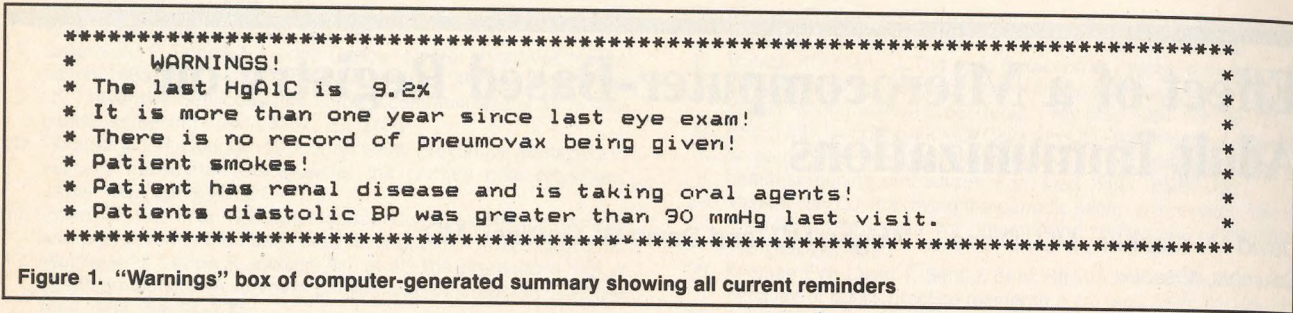 ********************************************************************************
* WARNINGS! *
* The last HgA1C is 9.2% *
* It is more than one year since last eye exam! *
* There is no record of pneumovax being given! *
* Patient smokes! *
* Patient has renal disease and is taking oral agents! *
* Patients diastolic BP was greater than 90 mmHg last visit. *
********************************************************************************
Figure 1. "Warnings" box of computer-generated summary showing all current reminders
Effect of a Microcomputer-Based Registry on
Adult Immunizations